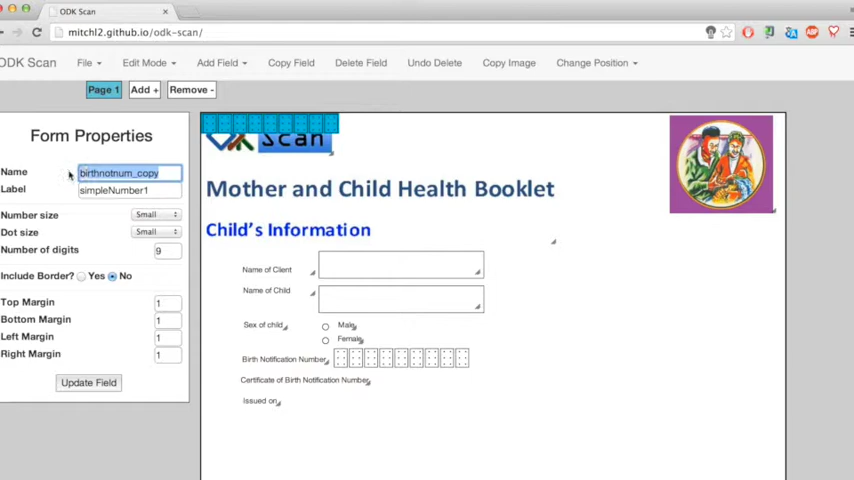 ODK Scan
mitchl2.github.io/odk-scan/
ODK Scan File Edit Mode Add Field Copy Field Delete Field Undo Delete Copy Image Change Position
Page 1 Add + Remove -
Form Properties
Name birthnotnum_copy
Label simpleNumber1
Number size Small
Dot size Small
Number of digits 9
Include Border? Yes No
Top Margin 1
Bottom Margin 1
Left Margin 1
Right Margin 1
Update Field
Scan
Mother and Child Health Booklet
Child's Information
Name of Client
Name of Child
Sex of child Male
Female
Birth Notification Number
Certificate of Birth Notification Number
Issued on